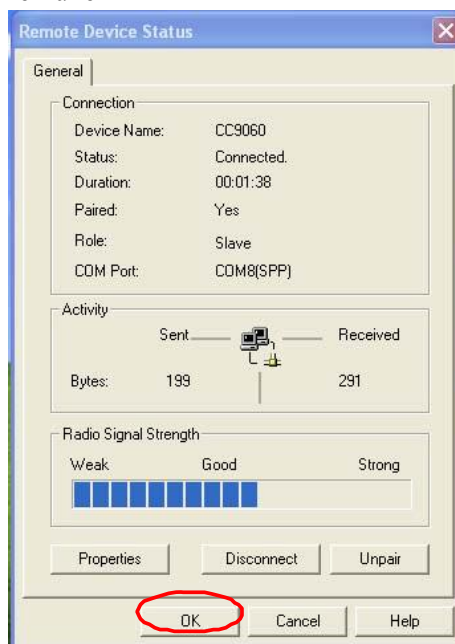 Remote Device Status
General
Connection
Device Name: CC9060
Status: Connected.
Duration: 00:01:38
Paired: Yes
Role: Slave
COM Port: COM8(SPP)
Activity
Sent Received
Bytes: 199 291
Radio Signal Strength
Weak Good Strong
Properties Disconnect Unpair
OK Cancel Help